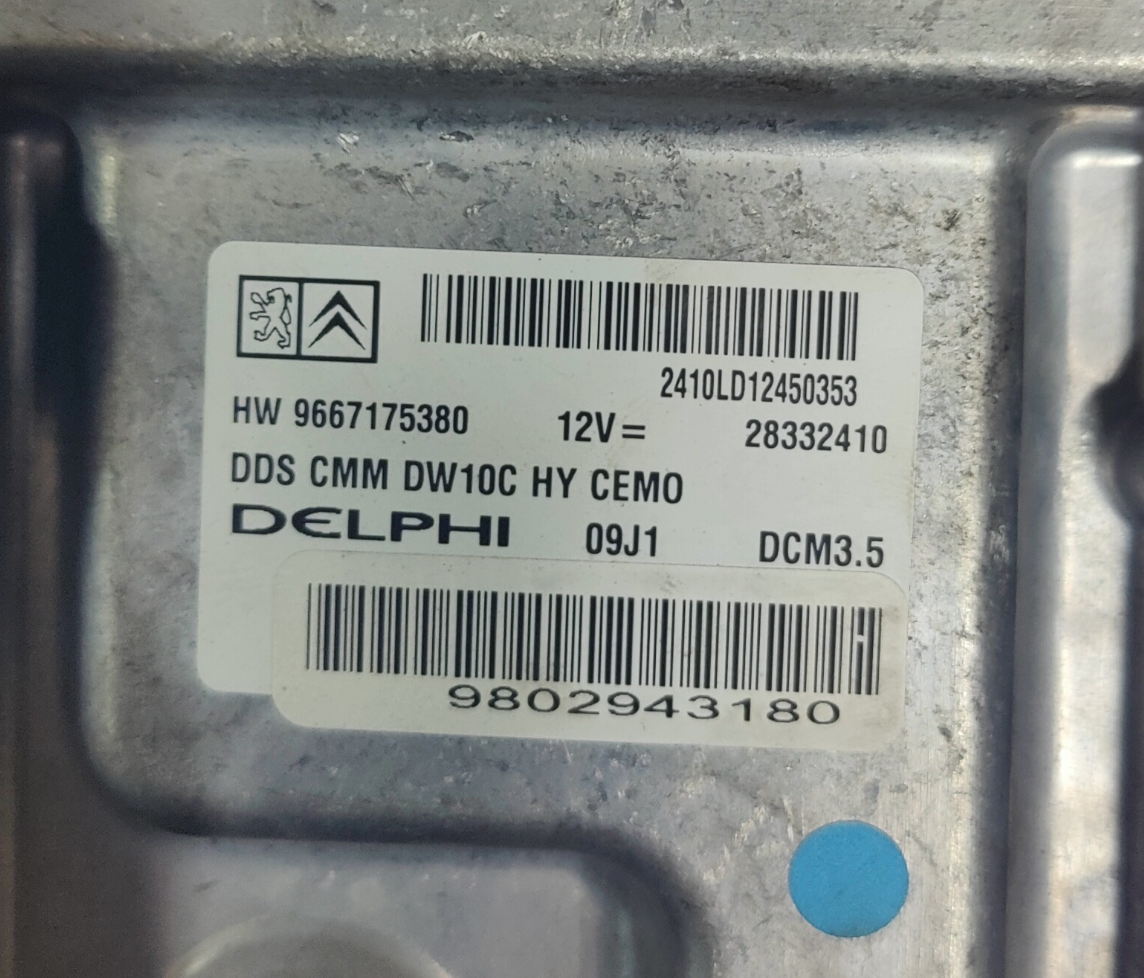 2410LD12450353
HW 9667175380 12V= 28332410
DDS CMM DW10C HY CEMO
DELPHI 09J1 DCM3.5
9802943180